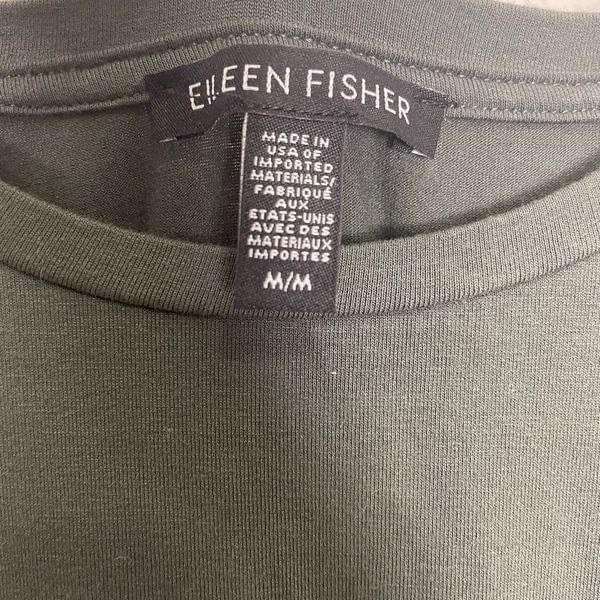 EILEEN FISHER
MADE IN
USA OF
IMPORTED
MATERIALS/
FABRIQUÉ
AUX
ETATS-UNIS
AVEC DES
MATERIAUX
IMPORTES
M/M